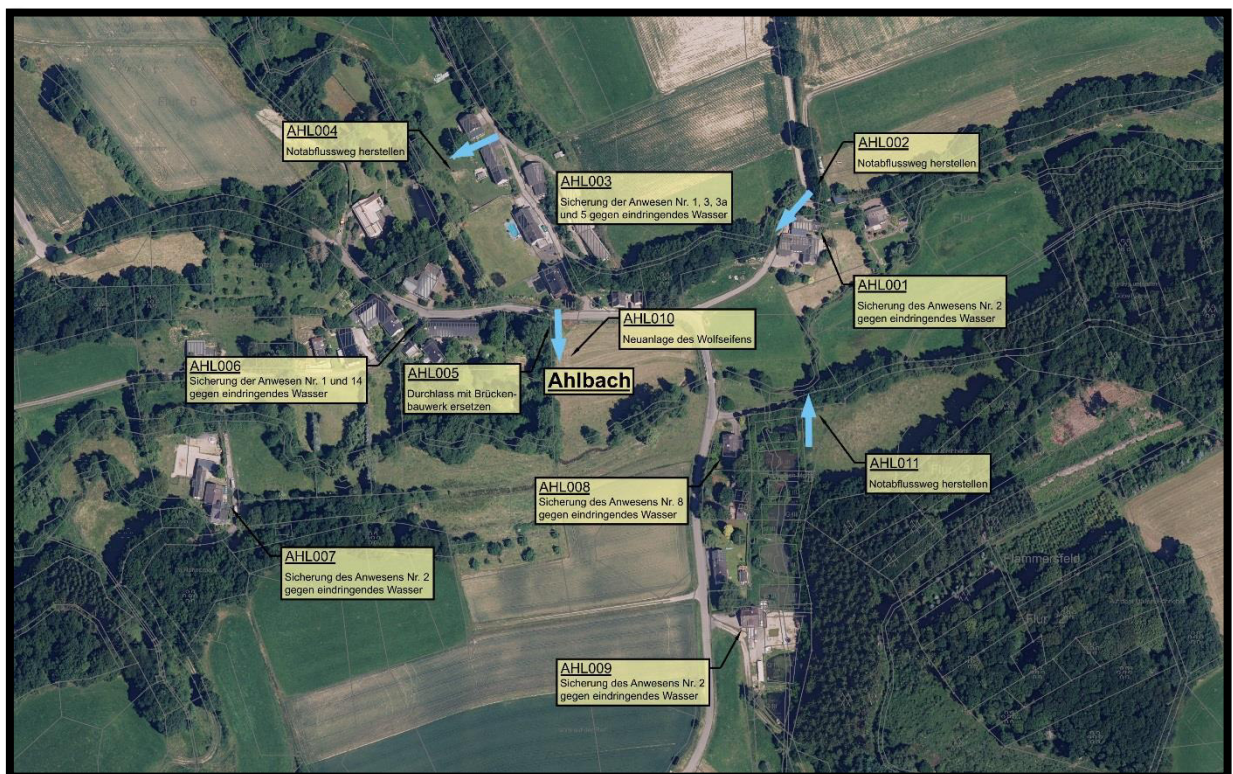 Flur 6
AHL004
Notabflussweg herstellen
AHL002
Notabflussweg herstellen
AHL003
Sicherung der Anwesen Nr. 1, 3, 3a
und 5 gegen eindringendes Wasser
AHL001
Sicherung des Anwesens Nr. 2
gegen eindringendes Wasser
AHL010
Neuanlage des Wolfseifens
AHL006
Sicherung der Anwesen Nr. 1 und 14
gegen eindringendes Wasser
AHL005
Durchlass mit Brücken-
bauwerk ersetzen
Ahlbach
AHL011
Notabflussweg herstellen
AHL008
Sicherung des Anwesens Nr. 8
gegen eindringendes Wasser
AHL007
Sicherung des Anwesens Nr. 2
gegen eindringendes Wasser
Flammersfeld
AHL009
Sicherung des Anwesens Nr. 2
gegen eindringendes Wasser